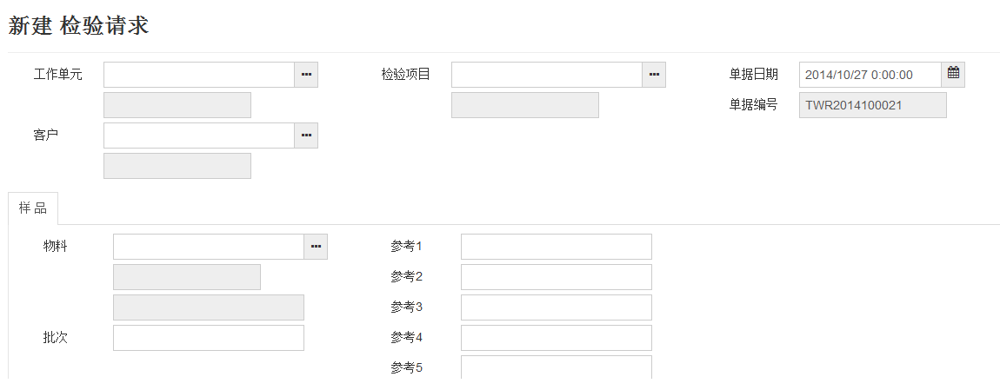 新建 检验请求
工作单元 检验项目 单据日期 2014/10/27 0:00:00
单据编号 TWR2014100021
客户
样品
物料 参考1
参考2
参考3
批次 参考4
参考5